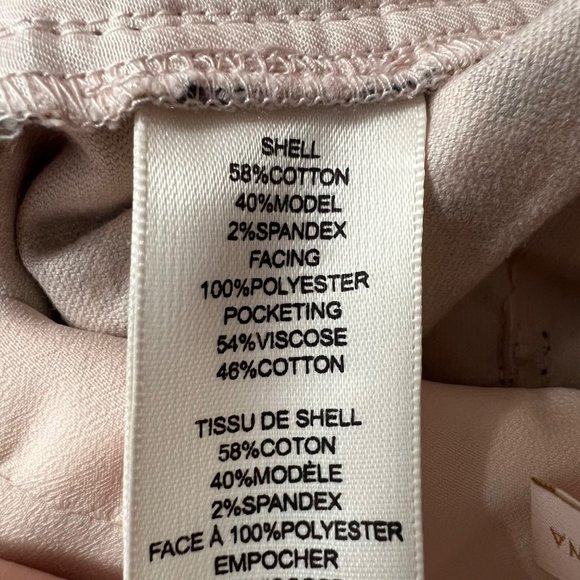 SHELL
58%COTTON
40%MODEL
2%SPANDEX
FACING
100%POLYESTER
POCKETING
54%VISCOSE
46%COTTON
TISSU DE SHELL
58%COTON
40%MODÈLE
2%SPANDEX
FACE À 100%POLYESTER
EMPOCHER